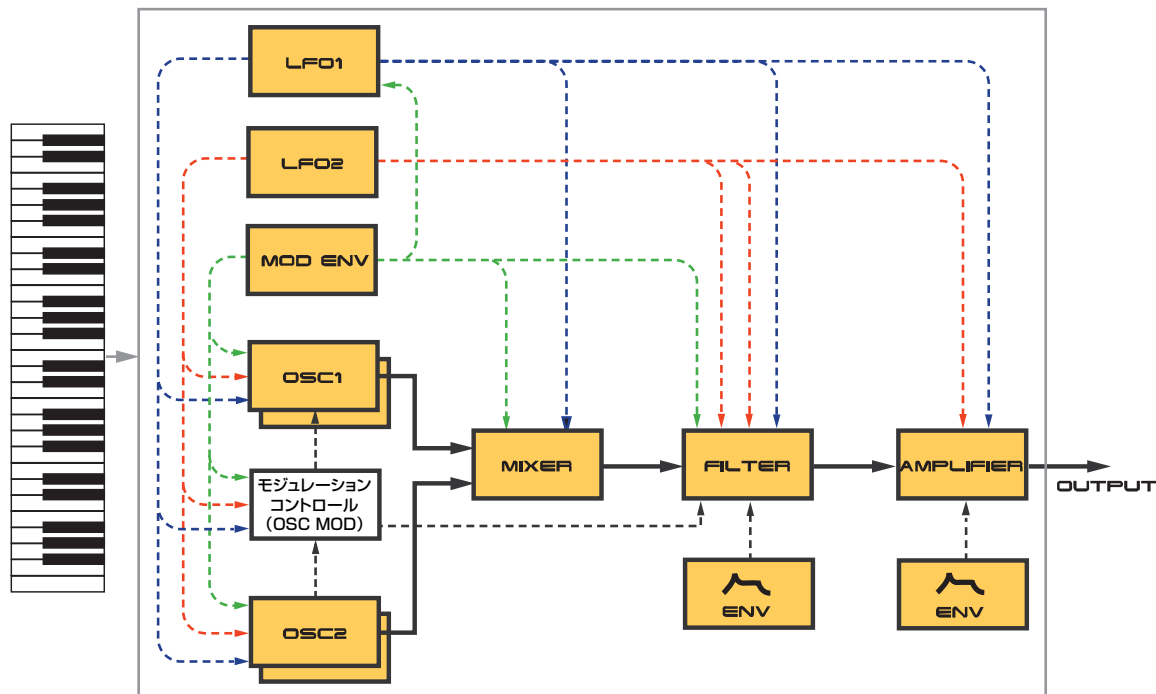 LFO1
LFO2
MOD ENV
OSC1
モジュレーション
コントロール
(OSC MOD)
OSC2
MIXER
FILTER
AMPLIFIER
OUTPUT
ENV
ENV